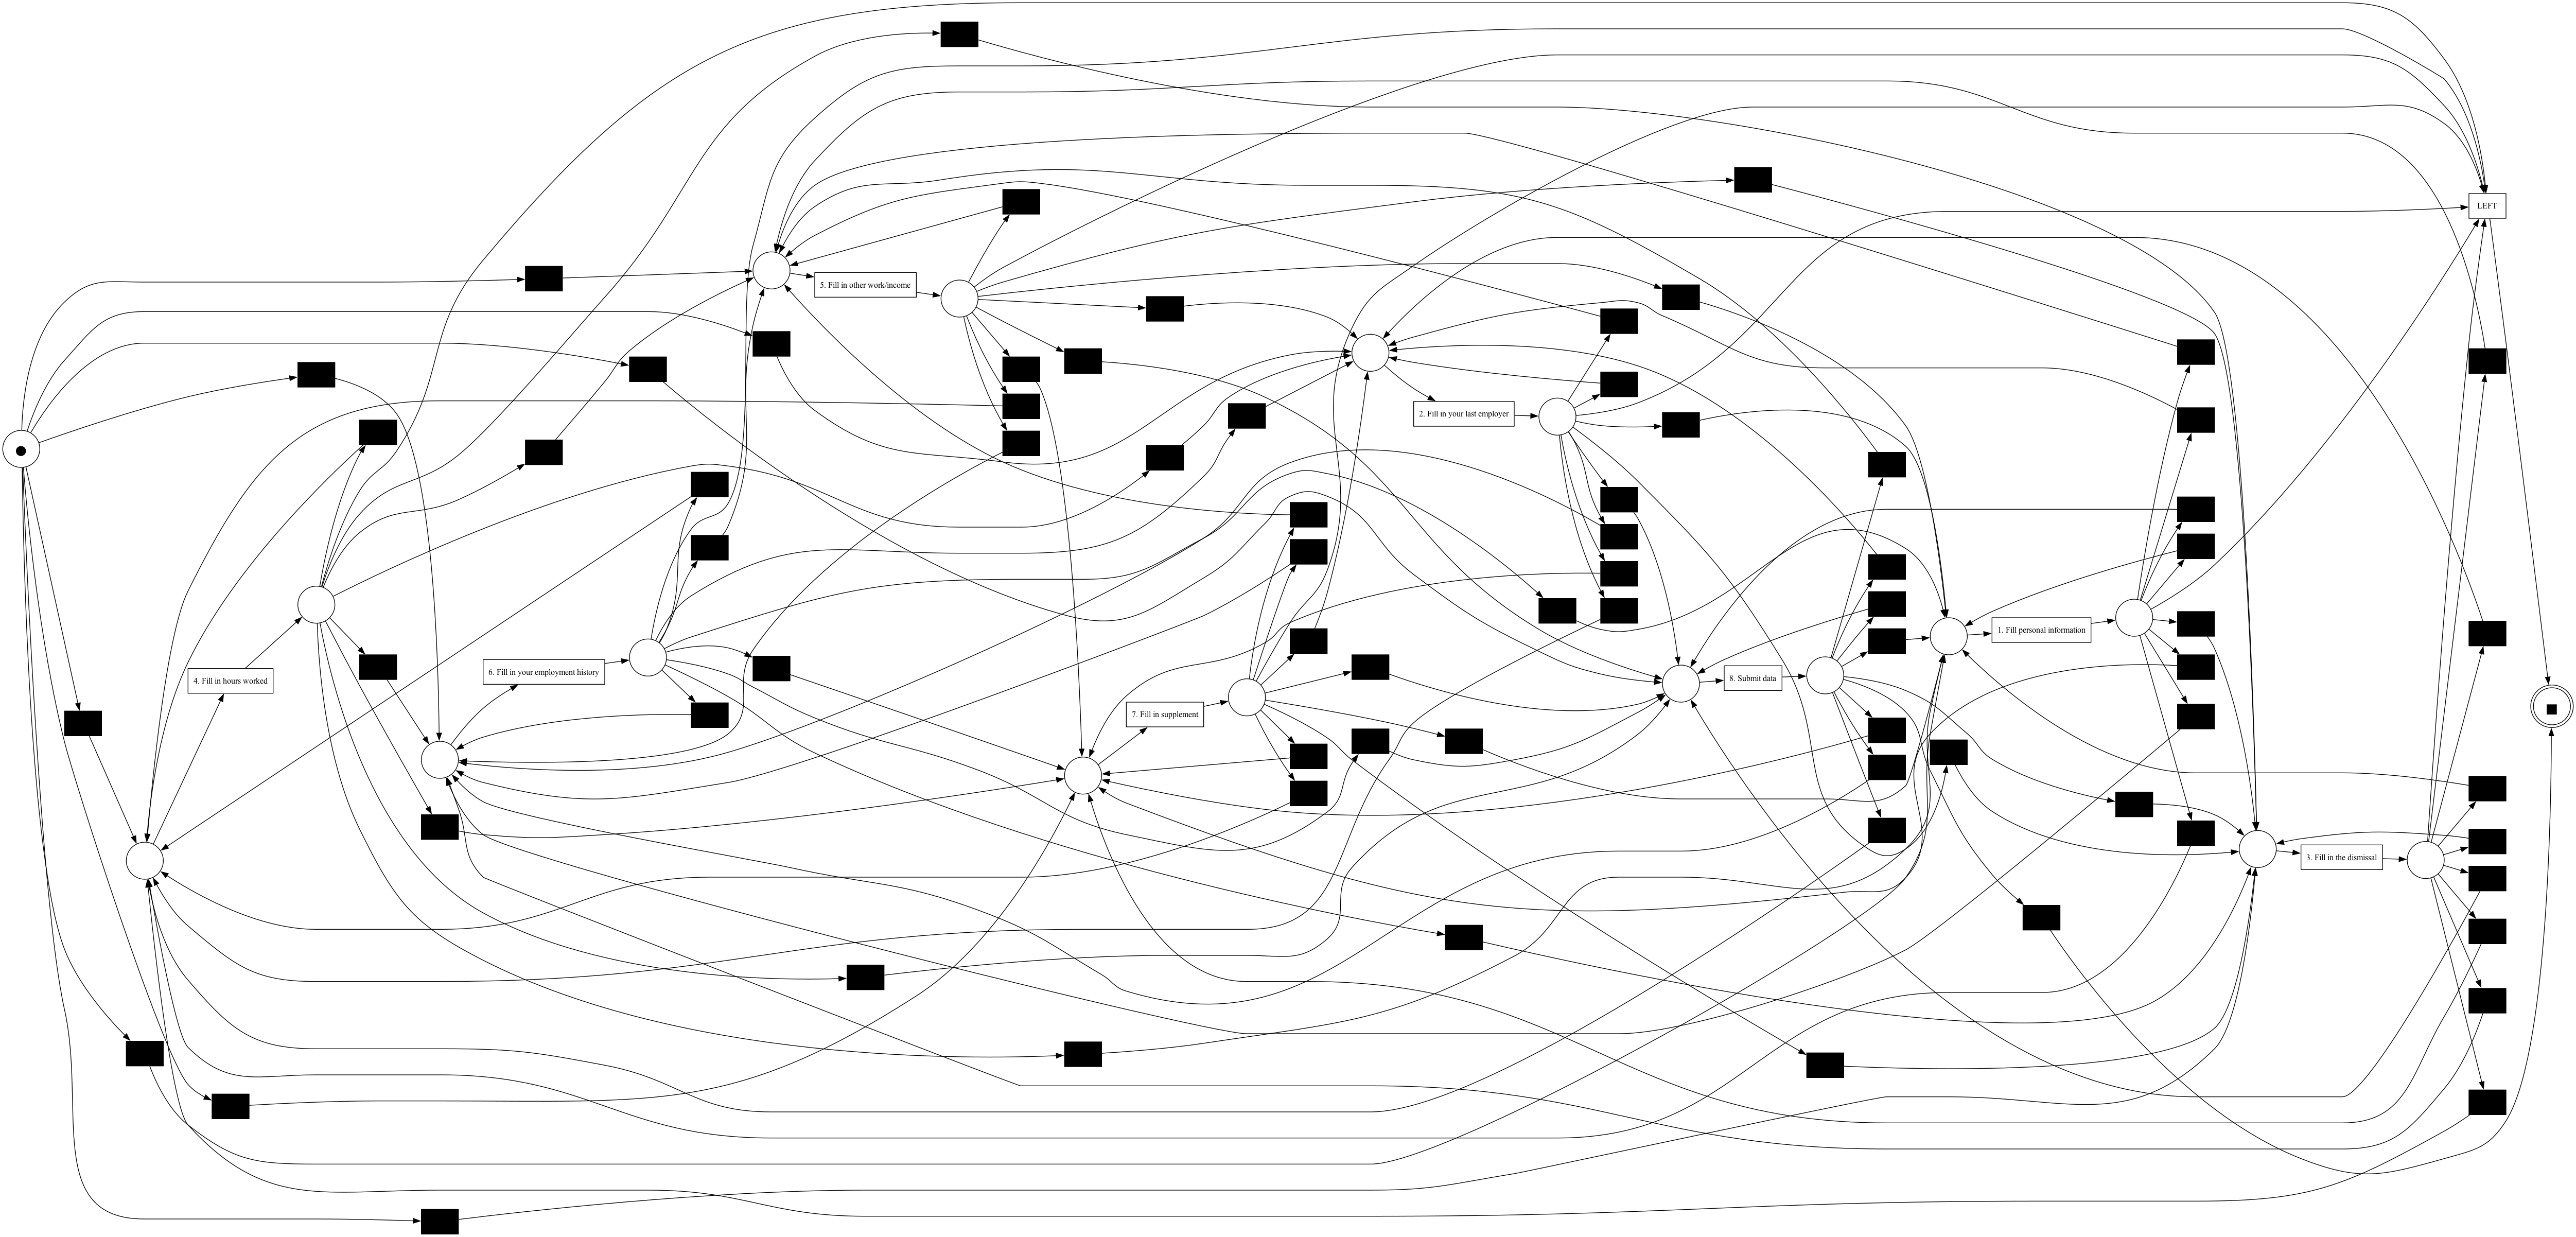 LEFT
5. Fill in other work/income
2. Fill in your last employer
1. Fill personal information
6. Fill in your employment history
4. Fill in hours worked
8. Submit data
7. Fill in supplement
3. Fill in the dismissal